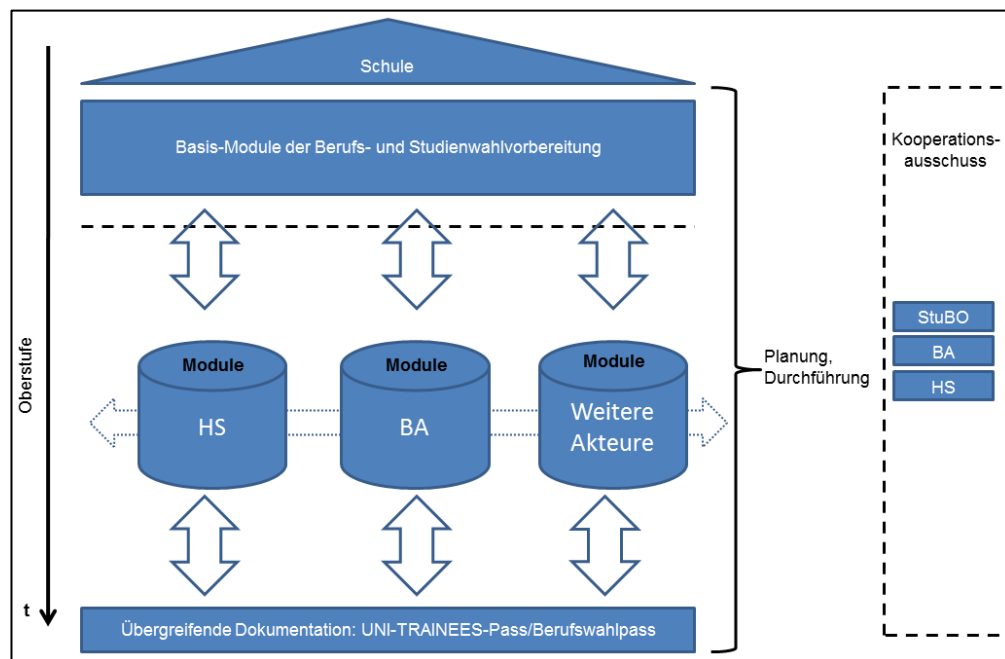 Schule
Basis-Module der Berufs- und Studienwahlvorbereitung
Oberstufe
t
Module
HS
Module
BA
Module
Weitere
Akteure
Übergreifende Dokumentation: UNI-TRAINEES-Pass/Berufswahlpass
Planung,
Durchführung
Kooperations-
ausschuss
StuBO
BA
HS